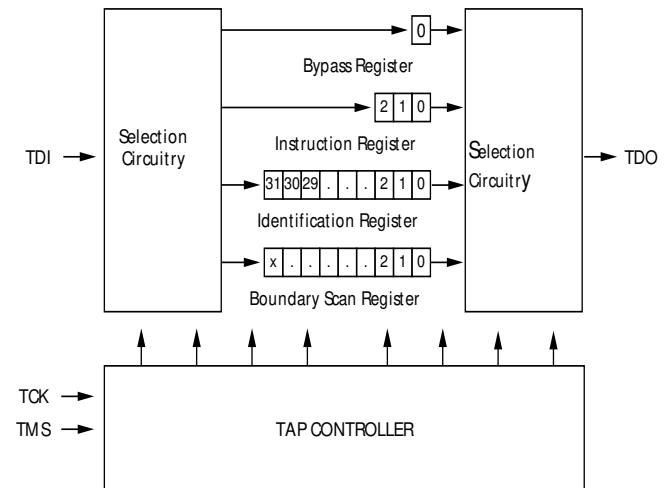 0
Bypass Register
2 1 0
Instruction Register
Selection
Circuitry
Selection
Circuitry
TDI
TDO
31 30 29 . . . 2 1 0
Identification Register
x . . . . . 2 1 0
Boundary Scan Register
TCK
TMS
TAP CONTROLLER